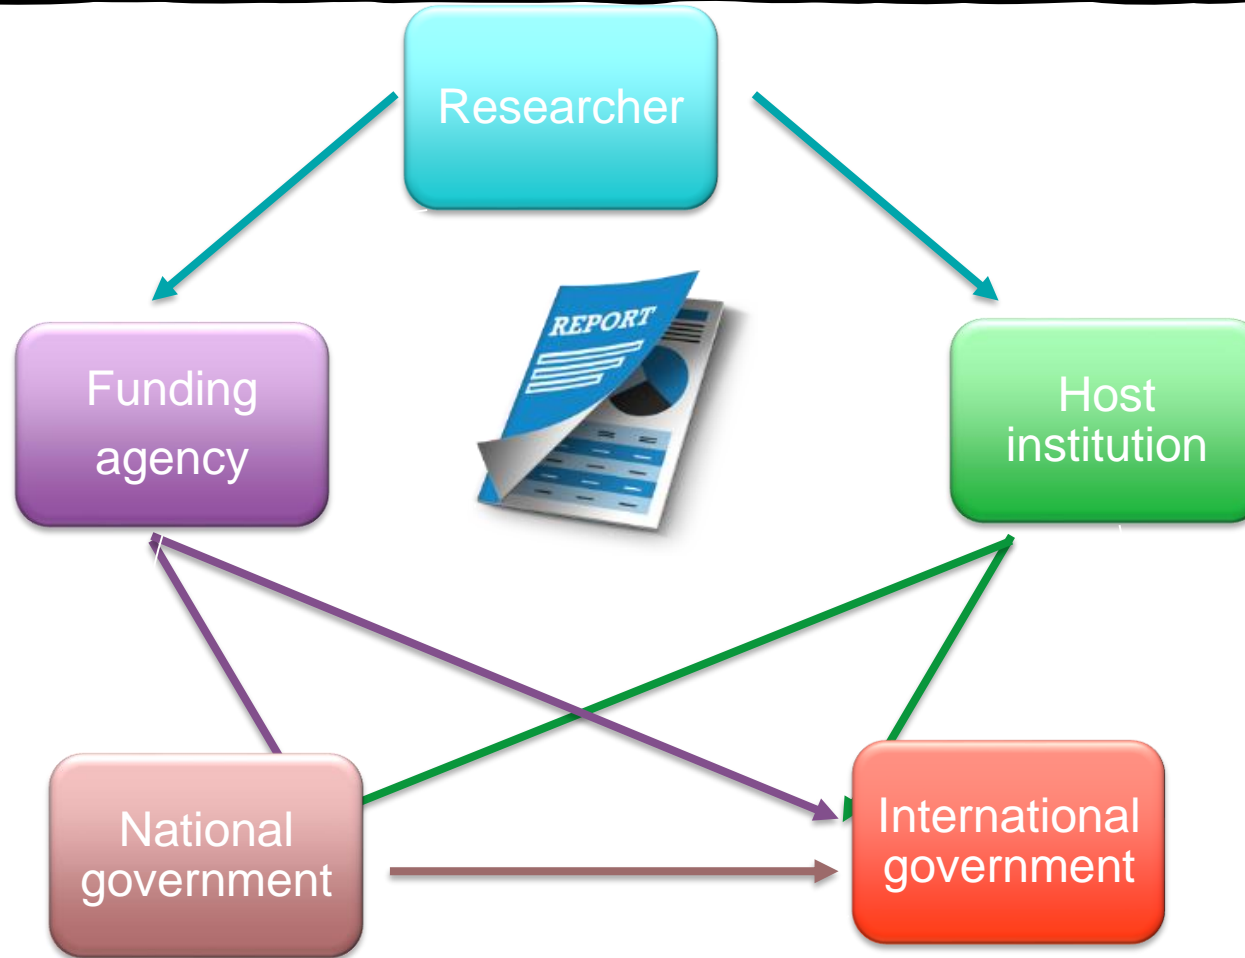 Researcher
REPORT
Funding
agency
Host
institution
National
government
International
government